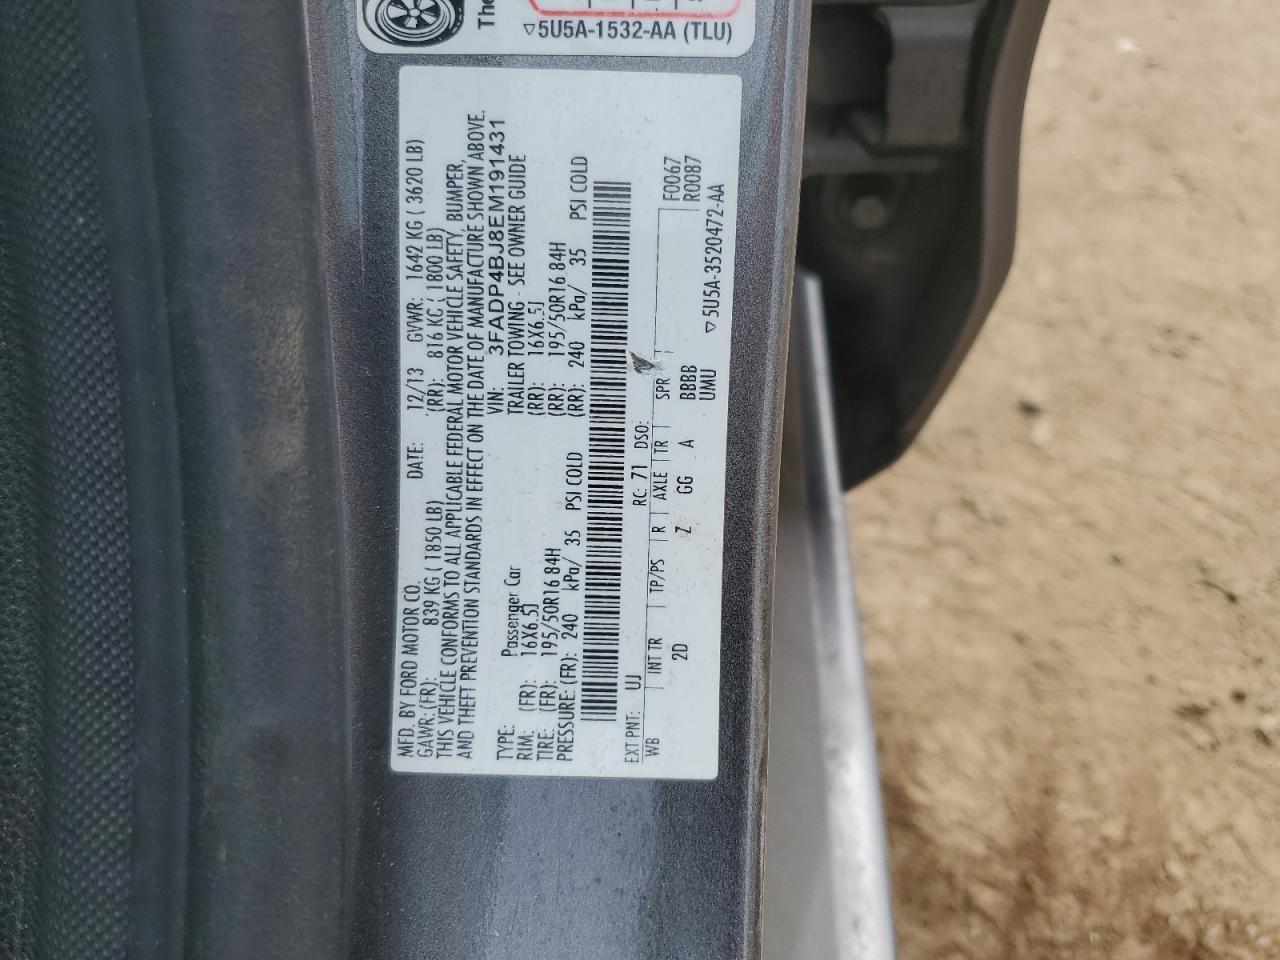 The
▽5U5A-1532-AA (TLU)
MFD. BY FORD MOTOR CO. DATE: 12/13 GVWR: 1642 KG ( 3620 LB)
GAWR: (FR): 839 KG ( 1850 LB) (RR): 816 KG ( 1800 LB)
THIS VEHICLE CONFORMS TO ALL APPLICABLE FEDERAL MOTOR VEHICLE SAFETY, BUMPER,
AND THEFT PREVENTION STANDARDS IN EFFECT ON THE DATE OF MANUFACTURE SHOWN ABOVE.
VIN: 3FADP4BJ8EM191431
TYPE: Passenger Car TRAILER TOWING - SEE OWNER GUIDE
RIM: (FR): 16X6.5J (RR): 16X6.5J
TIRE: (FR): 195/50R16 84H (RR): 195/50R16 84H
PRESSURE: (FR): 240 kPa/ 35 PSI COLD (RR): 240 kPa/ 35 PSI COLD
EXT PNT: UJ RC: 71 DSO:
WB INT TR TP/PS R AXLE TR SPR F0067
2D Z GG A BBBB R0087
UMU ▽5U5A-3520472-AA